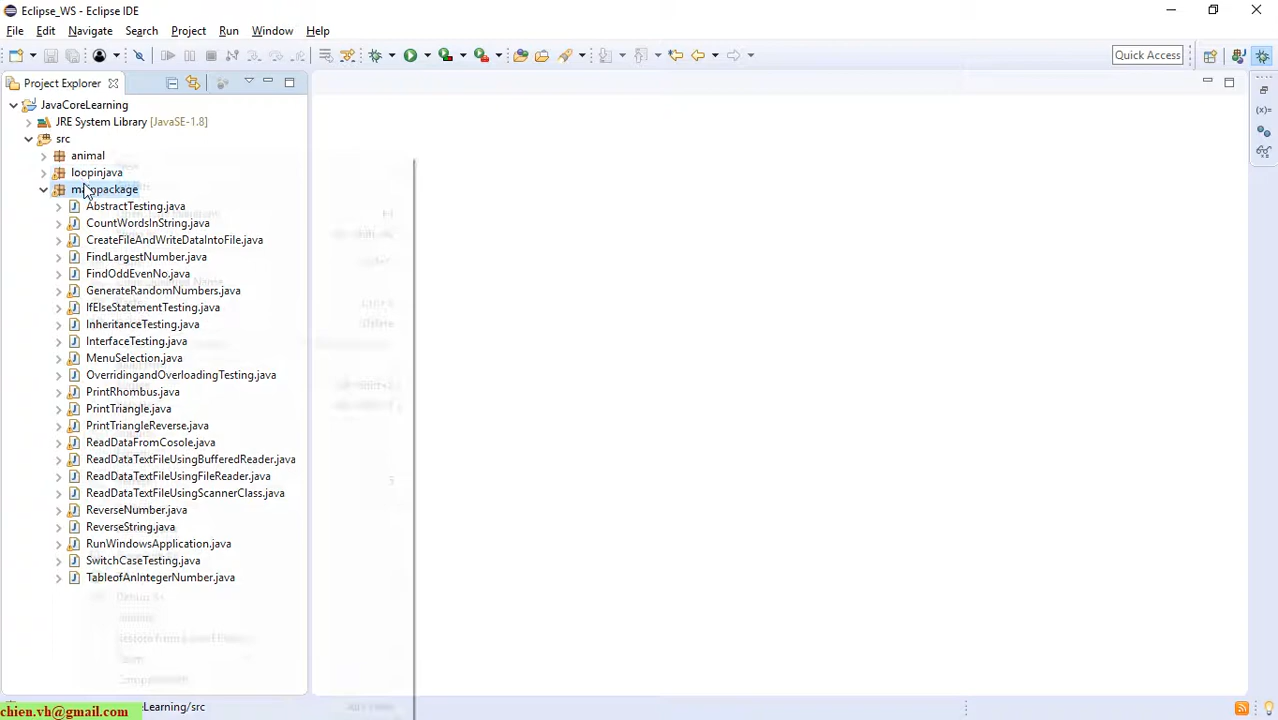 Eclipse_WS - Eclipse IDE
File Edit Navigate Search Project Run Window Help
Quick Access
Project Explorer
JavaCoreLearning
JRE System Library [JavaSE-1.8]
src
animal
loopinjava
AbstractTesting.java
CountWordsInString.java
CreateFileAndWriteDataIntoFile.java
FindLargestNumber.java
FindOddEvenNo.java
GenerateRandomNumbers.java
IfElseStatementTesting.java
InheritanceTesting.java
InterfaceTesting.java
MenuSelection.java
OverridingandOverloadingTesting.java
PrintRhombus.java
PrintTriangle.java
PrintTriangleReverse.java
ReadDataFromCosole.java
ReadDataTextFileUsingBufferedReader.java
ReadDataTextFileUsingFileReader.java
ReadDataTextFileUsingScannerClass.java
ReverseNumber.java
ReverseString.java
RunWindowsApplication.java
SwitchCaseTesting.java
TableofAnIntegerNumber.java
chien.vh@gmail.com eLearning/src